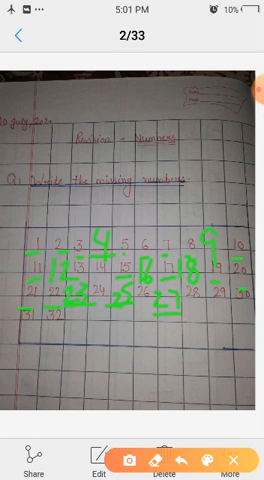 5:01 PM
10%
2/33
10 July, 202
Revision - Numbers
Q. Write the missing numbers.
1 2 3 4 5 6 7 8 9 10
11 12 13 14 15 16 17 18 19 20
21 22 23 24 25 26 27 28 29 30
31 32
Share Edit Delete More